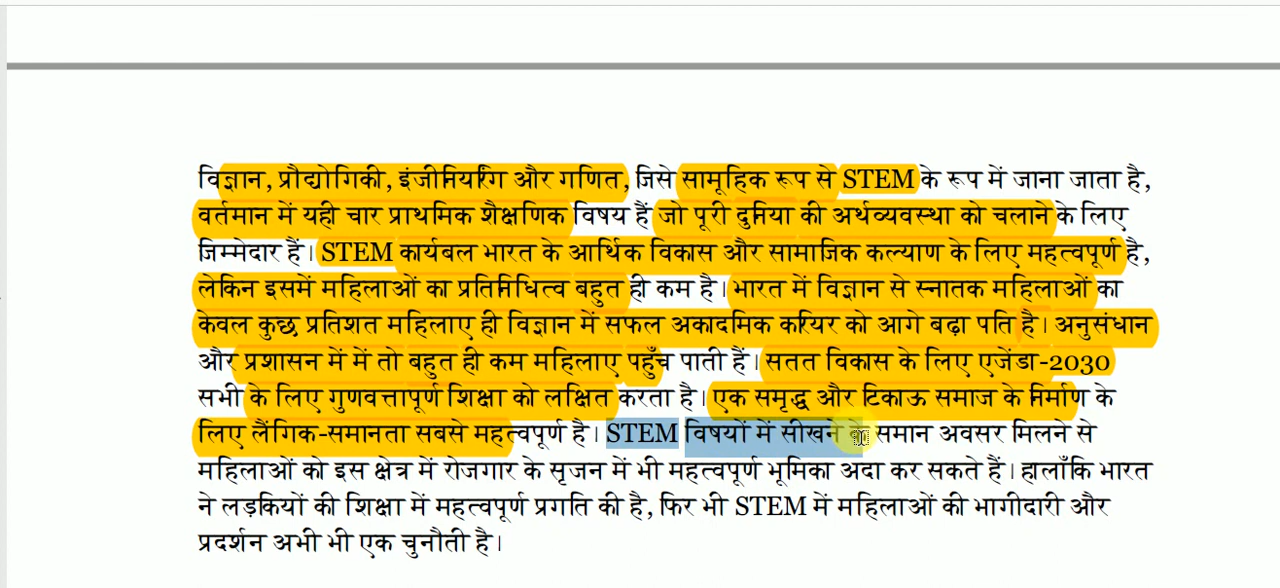 विज्ञान, प्रौद्योगिकी, इंजीनियरिंग और गणित, जिसे सामूहिक रूप से STEM के रूप में जाना जाता है,
वर्तमान में यही चार प्राथमिक शैक्षणिक विषय हैं जो पूरी दुनिया की अर्थव्यवस्था को चलाने के लिए
जिम्मेदार हैं। STEM कार्यबल भारत के आर्थिक विकास और सामाजिक कल्याण के लिए महत्वपूर्ण है,
लेकिन इसमें महिलाओं का प्रतिनिधित्व बहुत ही कम है। भारत में विज्ञान से स्नातक महिलाओं का
केवल कुछ प्रतिशत महिलाए ही विज्ञान में सफल अकादमिक करियर को आगे बढ़ा पति है। अनुसंधान
और प्रशासन में में तो बहुत ही कम महिलाए पहुँच पाती हैं। सतत विकास के लिए एजेंडा-2030
सभी के लिए गुणवत्तापूर्ण शिक्षा को लक्षित करता है। एक समृद्ध और टिकाऊ समाज के निर्माण के
लिए लैंगिक-समानता सबसे महत्वपूर्ण है। STEM विषयों में सीखने के समान अवसर मिलने से
महिलाओं को इस क्षेत्र में रोजगार के सृजन में भी महत्वपूर्ण भूमिका अदा कर सकते हैं। हालाँकि भारत
ने लड़कियों की शिक्षा में महत्वपूर्ण प्रगति की है, फिर भी STEM में महिलाओं की भागीदारी और
प्रदर्शन अभी भी एक चुनौती है।